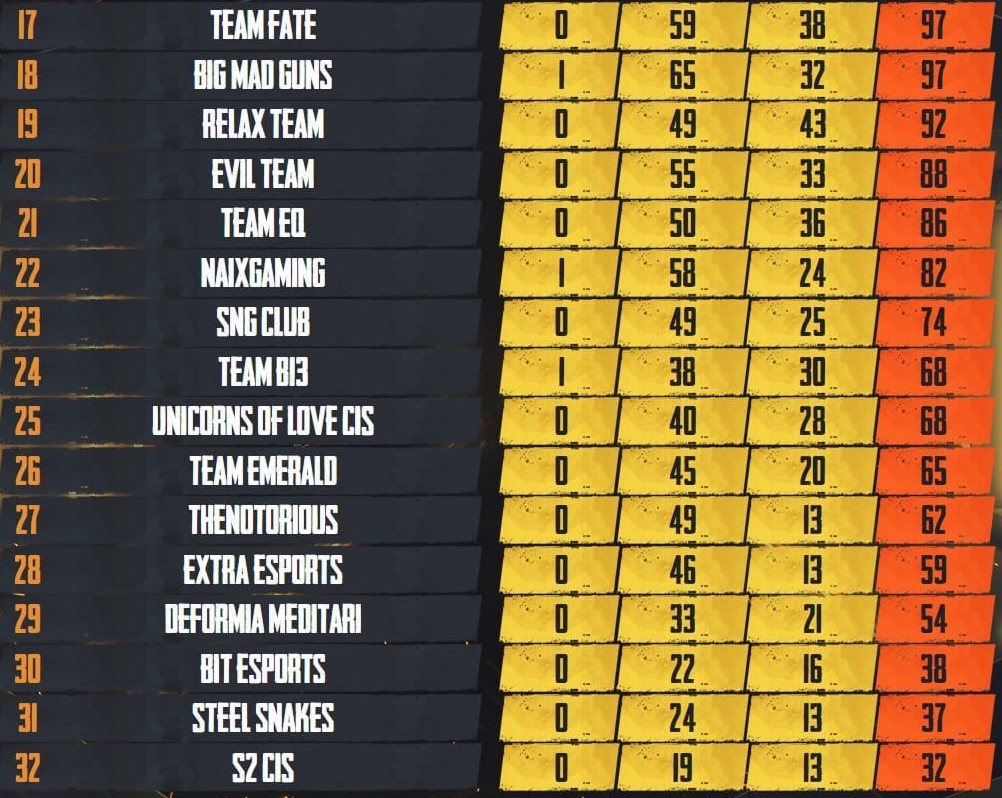 17 TEAM FATE 0 59 38 97
18 BIG MAD GUNS 1 65 32 97
19 RELAX TEAM 0 49 43 92
20 EVIL TEAM 0 55 33 88
21 TEAM EQ 0 50 36 86
22 NAIXGAMING 1 58 24 82
23 SNG CLUB 0 49 25 74
24 TEAM B13 1 38 30 68
25 UNICORNS OF LOVE CIS 0 40 28 68
26 TEAM EMERALD 0 45 20 65
27 THENOTORIOUS 0 49 13 62
28 EXTRA ESPORTS 0 46 13 59
29 DEFORMIA MEDITARI 0 33 21 54
30 BIT ESPORTS 0 22 16 38
31 STEEL SNAKES 0 24 13 37
32 S2 CIS 0 19 13 32